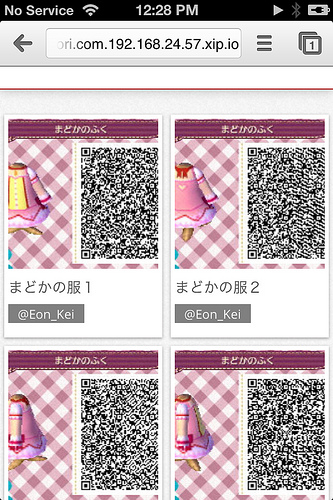 No Service 12:28 PM
ori.com.192.168.24.57.xip.io 1
まどかのふく まどかのふく
まどかの服１ まどかの服２
@Eon_Kei @Eon_Kei
まどかのふく まどかのふく